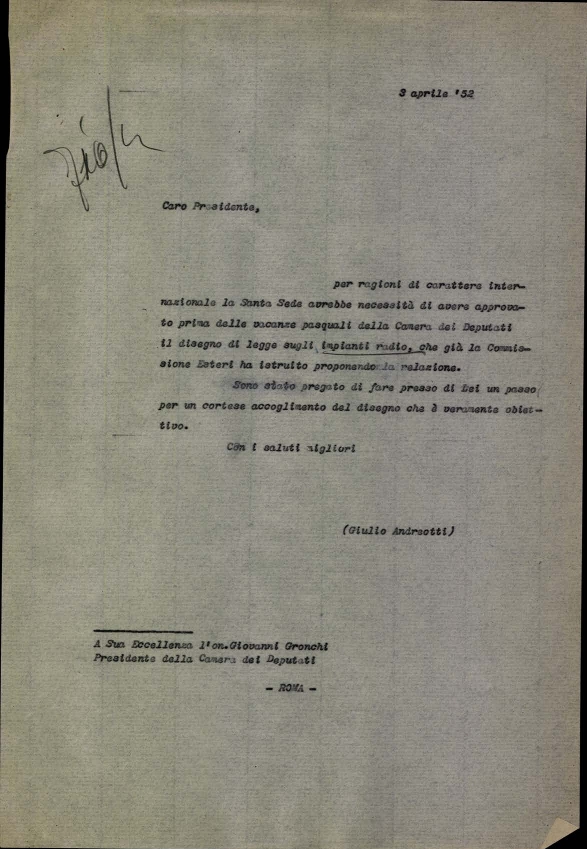 3 aprile '52
Caro Presidente,
per ragioni di carattere inter-
nazionale la Santa Sede avrebbe necessità di avere approva-
to prima delle vacanze pasquali della Camera dei Deputati
il disegno di legge sugli impianti radio, che già la Commis-
sione Esteri ha istruito proponendo la relazione.
Sono stato pregato di fare presso di Lei un passo
per un cortese accoglimento del disegno che è veramente obiet-
tivo.
Con i saluti migliori
(Giulio Andreotti)
A Sua Eccellenza l'on.Giovanni Gronchi
Presidente della Camera dei Deputati
- ROMA -